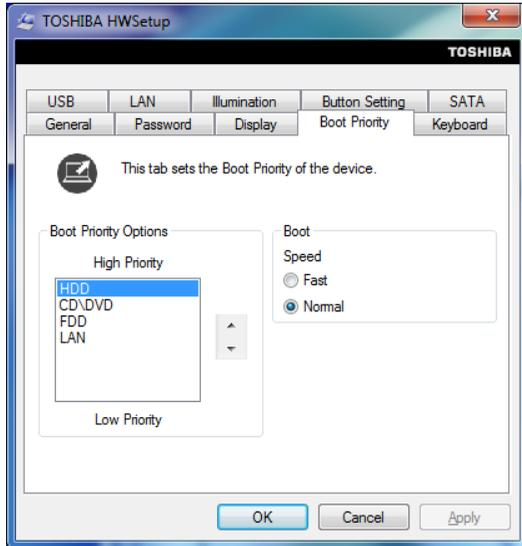 TOSHIBA HWSetup
TOSHIBA
USB LAN Illumination Button Setting SATA
General Password Display Boot Priority Keyboard
This tab sets the Boot Priority of the device.
Boot Priority Options
High Priority
HDD
CD\DVD
FDD
LAN
Low Priority
Boot
Speed
Fast
Normal
OK Cancel Apply